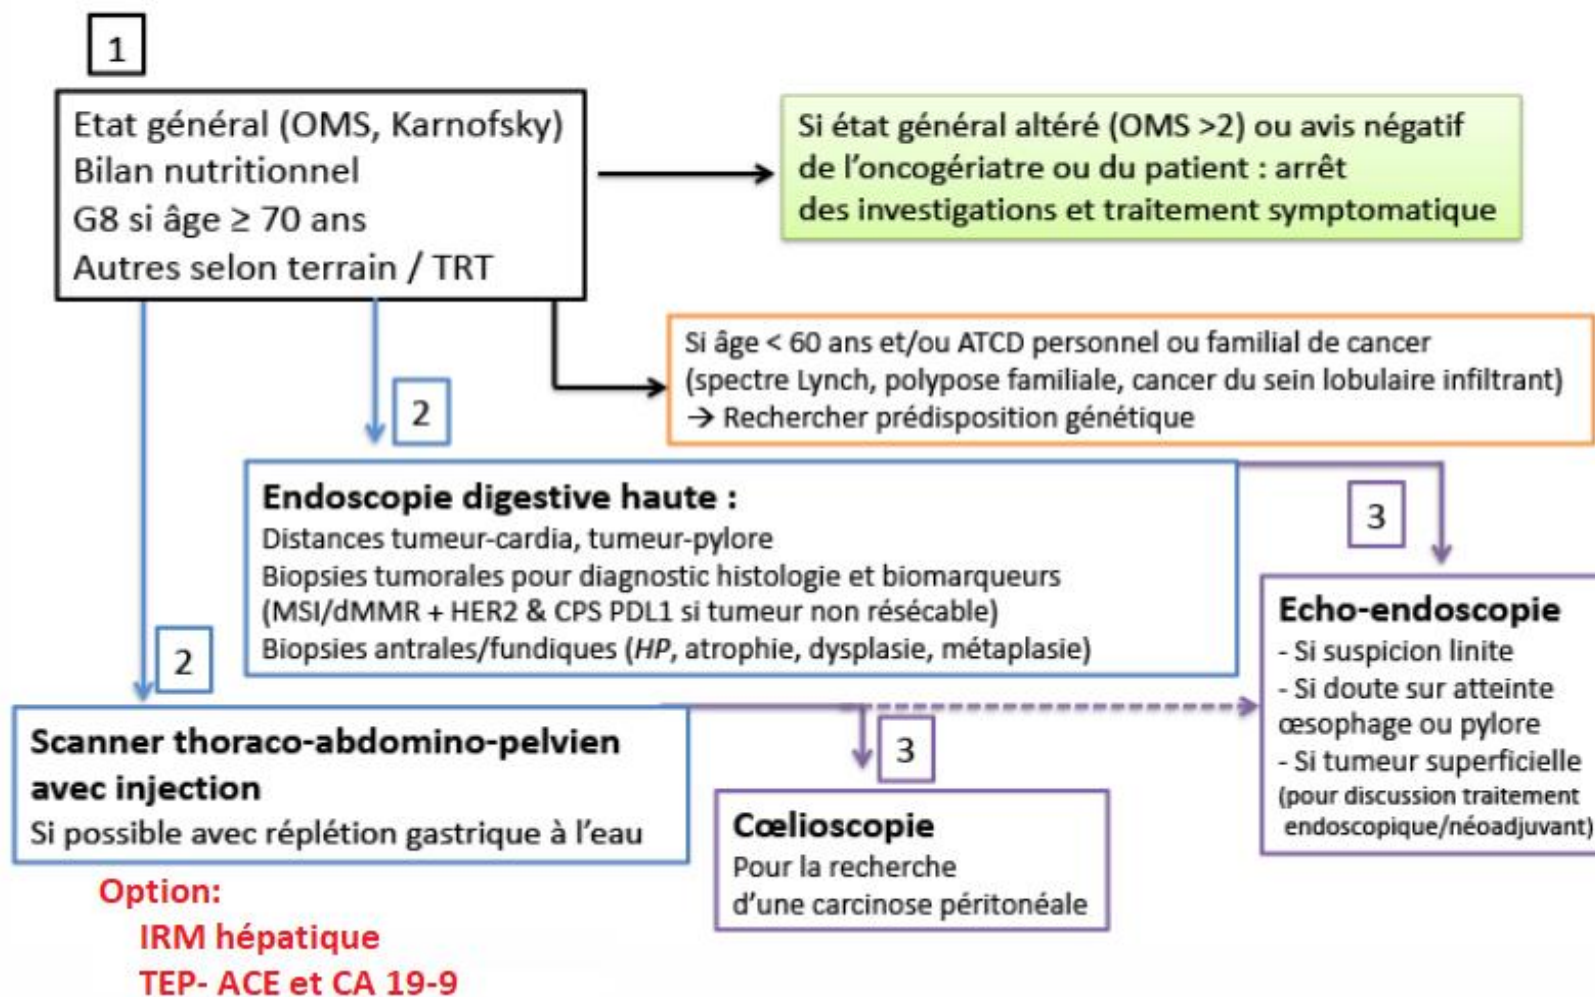 1
Etat général (OMS, Karnofsky)
Bilan nutritionnel
G8 si âge ≥ 70 ans
Autres selon terrain / TRT
Si état général altéré (OMS >2) ou avis négatif
de l'oncogériatre ou du patient : arrêt
des investigations et traitement symptomatique
Si âge < 60 ans et/ou ATCD personnel ou familial de cancer
(spectre Lynch, polypose familiale, cancer du sein lobulaire infiltrant)
→ Rechercher prédisposition génétique
2
Endoscopie digestive haute :
Distances tumeur-cardia, tumeur-pylore
Biopsies tumorales pour diagnostic histologie et biomarqueurs
(MSI/dMMR + HER2 & CPS PDL1 si tumeur non résécable)
Biopsies antrales/fundiques (HP, atrophie, dysplasie, métaplasie)
3
Echo-endoscopie
- Si suspicion linite
- Si doute sur atteinte
œsophage ou pylore
- Si tumeur superficielle
(pour discussion traitement
endoscopique/néoadjuvant)
2
Scanner thoraco-abdomino-pelvien
avec injection
Si possible avec réplétion gastrique à l'eau
3
Cœlioscopie
Pour la recherche
d'une carcinose péritonéale
Option:
IRM hépatique
TEP- ACE et CA 19-9